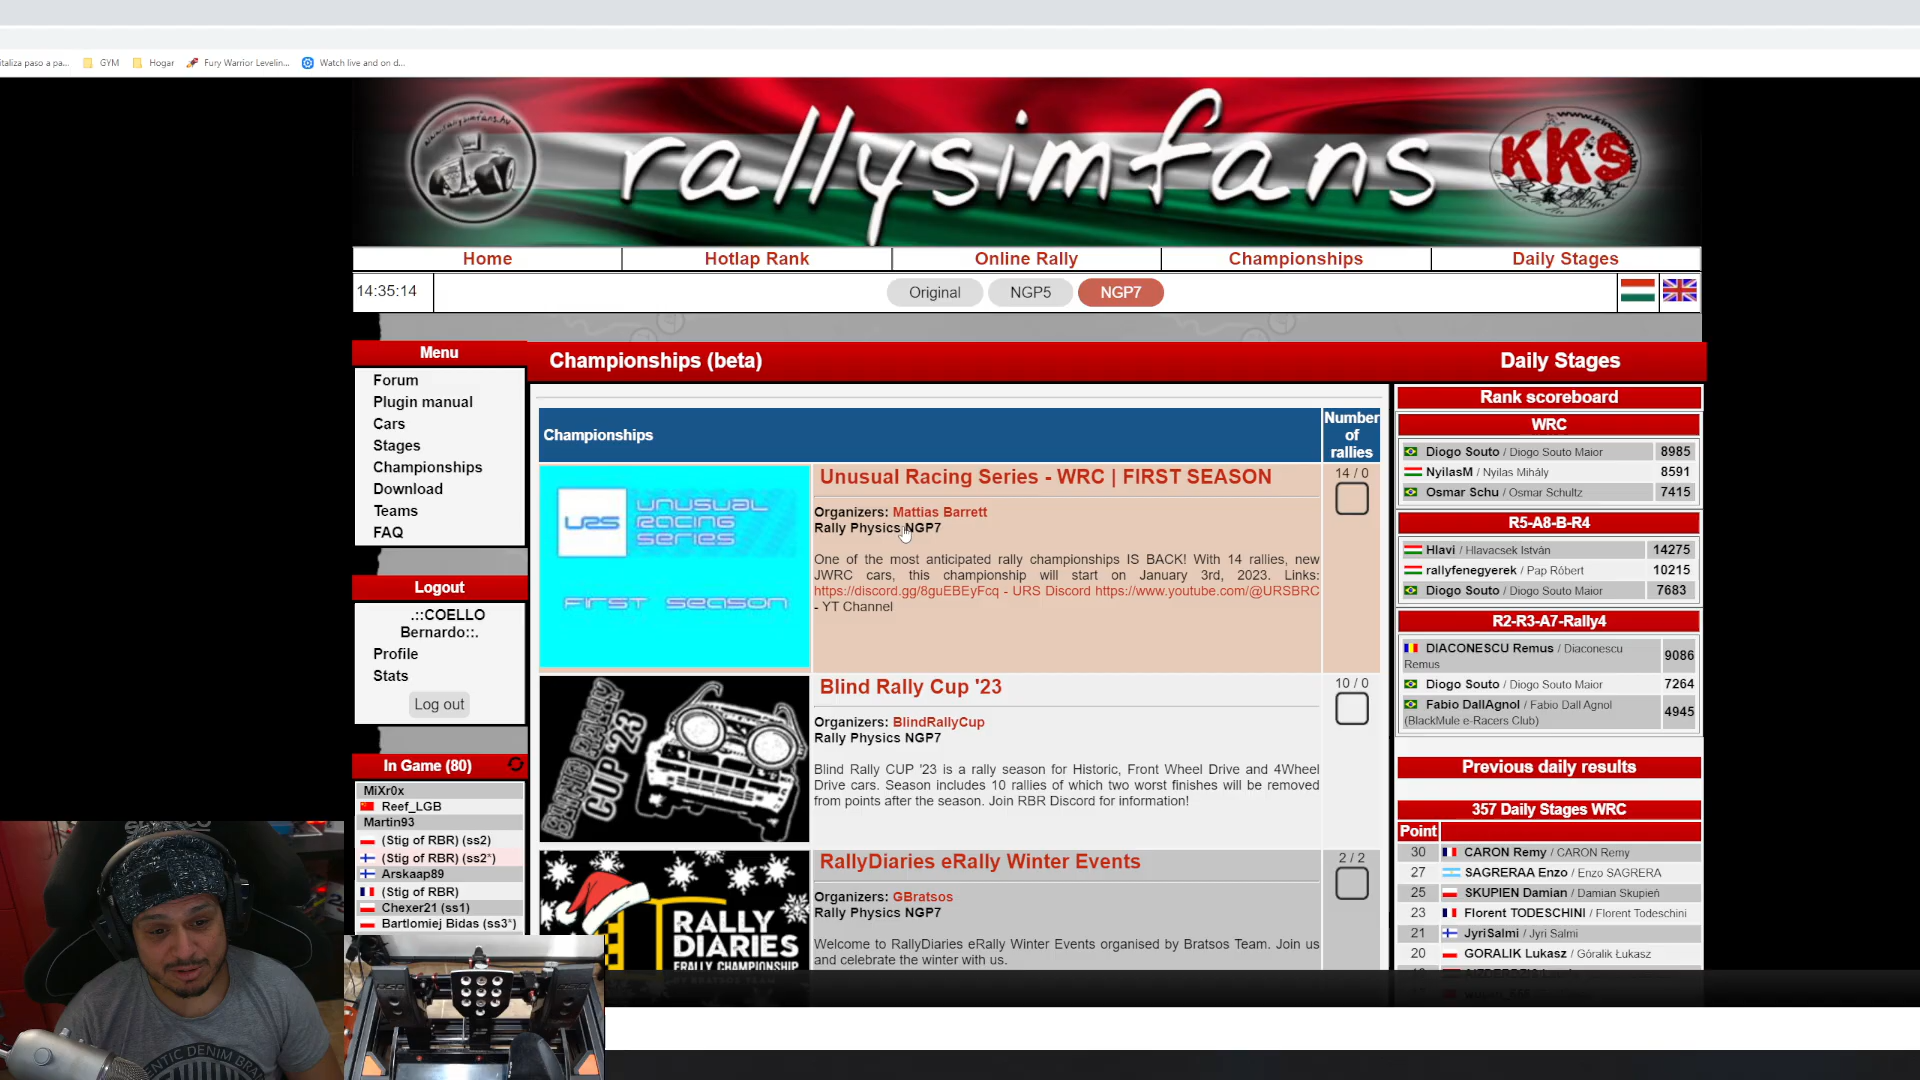 italiza paso a pa...
GYM
Hogar
Fury Warrior Levelin...
Watch live and on d...
rallysimfans
KKS
Home
Hotlap Rank
Online Rally
Championships
Daily Stages
14:35:14
Original
NGP5
NGP7
Menu
Forum
Plugin manual
Cars
Stages
Championships
Download
Teams
FAQ
Logout
.::COELLO
Bernardo::.
Profile
Stats
Log out
In Game (80)
MiXr0x
Reef_LGB
Martin93
(Stig of RBR) (ss2)
(Stig of RBR) (ss2*)
Arskaap89
(Stig of RBR)
Chexer21 (ss1)
Bartlomiej Bidas (ss3*)
Championships (beta)
Championships
Number
of
rallies
URS
UNUSUAL
RACING
SERIES
FIRST SEASON
Unusual Racing Series - WRC | FIRST SEASON
14 / 0
Organizers: Mattias Barrett
Rally Physics NGP7
One of the most anticipated rally championships IS BACK! With 14 rallies, new
JWRC cars, this championship will start on January 3rd, 2023. Links:
https://discord.gg/8guEBEyFcq - URS Discord https://www.youtube.com/@URSBRC
- YT Channel
BLIND RALLY
CUP '23
Blind Rally Cup '23
10 / 0
Organizers: BlindRallyCup
Rally Physics NGP7
Blind Rally CUP '23 is a rally season for Historic, Front Wheel Drive and 4Wheel
Drive cars. Season includes 10 rallies of which two worst finishes will be removed
from points after the season. Join RBR Discord for information!
RALLY
DIARIES
ERALLY CHAMPIONSHIP
RallyDiaries eRally Winter Events
2 / 2
Organizers: GBratsos
Rally Physics NGP7
Welcome to RallyDiaries eRally Winter Events organised by Bratsos Team. Join us
and celebrate the winter with us.
Daily Stages
Rank scoreboard
WRC
Diogo Souto / Diogo Souto Maior 8985
NyilasM / Nyilas Mihály 8591
Osmar Schu / Osmar Schultz 7415
R5-A8-B-R4
Hlavi / Hlavacsek István 14275
rallyfenegyerek / Pap Róbert 10215
Diogo Souto / Diogo Souto Maior 7683
R2-R3-A7-Rally4
DIACONESCU Remus / Diaconescu
Remus 9086
Diogo Souto / Diogo Souto Maior 7264
Fabio DallAgnol / Fabio Dall Agnol
(BlackMule e-Racers Club) 4945
Previous daily results
357 Daily Stages WRC
Point
30 CARON Remy / CARON Remy
27 SAGRERAA Enzo / Enzo SAGRERA
25 SKUPIEN Damian / Damian Skupień
23 Florent TODESCHINI / Florent Todeschini
21 JyriSalmi / Jyri Salmi
20 GORALIK Lukasz / Góralik Łukasz